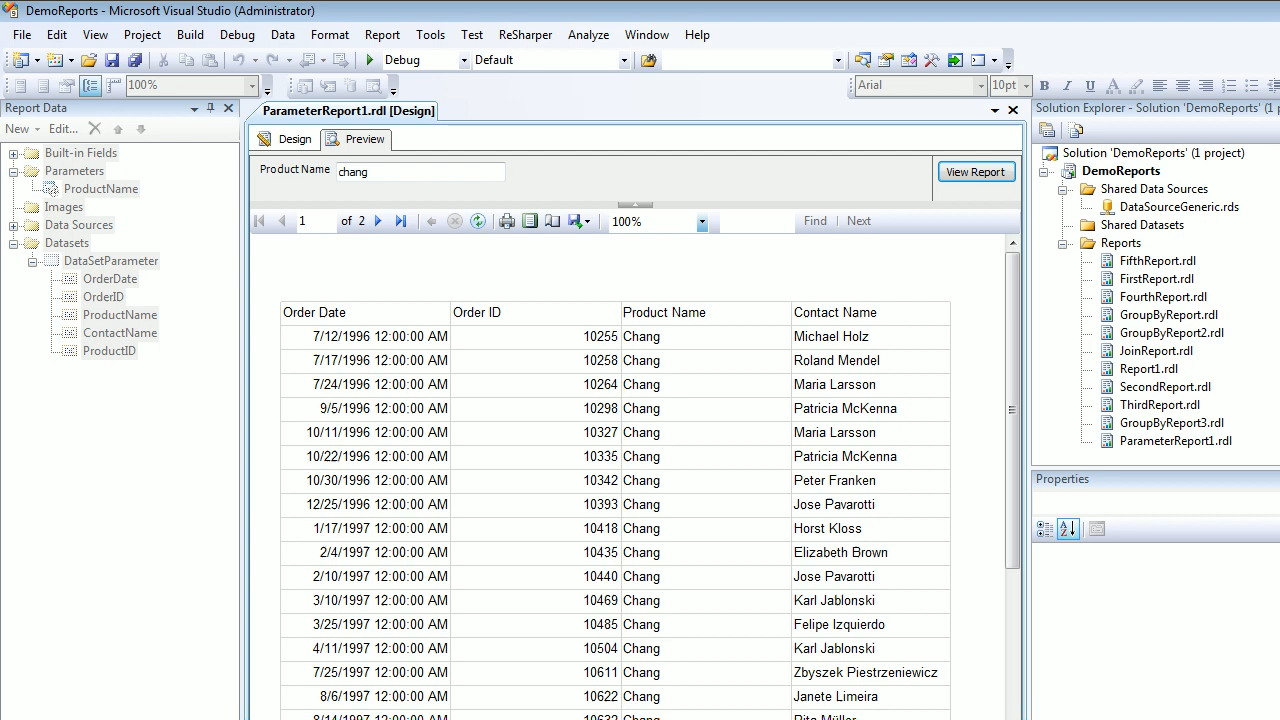 DemoReports - Microsoft Visual Studio (Administrator)
File Edit View Project Build Debug Data Format Report Tools Test ReSharper Analyze Window Help
Debug Default
100% Arial 10pt B I U A
Report Data
New Edit...
Built-in Fields
Parameters
ProductName
Images
Data Sources
Datasets
DataSetParameter
OrderDate
OrderID
ProductName
ContactName
ProductID
ParameterReport1.rdl [Design]
Design Preview
Product Name chang View Report
1 of 2 100% Find | Next
Order Date Order ID Product Name Contact Name
7/12/1996 12:00:00 AM 10255 Chang Michael Holz
7/17/1996 12:00:00 AM 10258 Chang Roland Mendel
7/24/1996 12:00:00 AM 10264 Chang Maria Larsson
9/5/1996 12:00:00 AM 10298 Chang Patricia McKenna
10/11/1996 12:00:00 AM 10327 Chang Maria Larsson
10/22/1996 12:00:00 AM 10335 Chang Patricia McKenna
10/30/1996 12:00:00 AM 10342 Chang Peter Franken
12/25/1996 12:00:00 AM 10393 Chang Jose Pavarotti
1/17/1997 12:00:00 AM 10418 Chang Horst Kloss
2/4/1997 12:00:00 AM 10435 Chang Elizabeth Brown
2/10/1997 12:00:00 AM 10440 Chang Jose Pavarotti
3/10/1997 12:00:00 AM 10469 Chang Karl Jablonski
3/25/1997 12:00:00 AM 10485 Chang Felipe Izquierdo
4/11/1997 12:00:00 AM 10504 Chang Karl Jablonski
7/25/1997 12:00:00 AM 10611 Chang Zbyszek Piestrzeniewicz
8/6/1997 12:00:00 AM 10622 Chang Janete Limeira
8/14/1997 12:00:00 AM 10632 Chang Rita Müller
Solution Explorer - Solution 'DemoReports' (1 p
Solution 'DemoReports' (1 project)
DemoReports
Shared Data Sources
DataSourceGeneric.rds
Shared Datasets
Reports
FifthReport.rdl
FirstReport.rdl
FourthReport.rdl
GroupByReport.rdl
GroupByReport2.rdl
JoinReport.rdl
Report1.rdl
SecondReport.rdl
ThirdReport.rdl
GroupByReport3.rdl
ParameterReport1.rdl
Properties